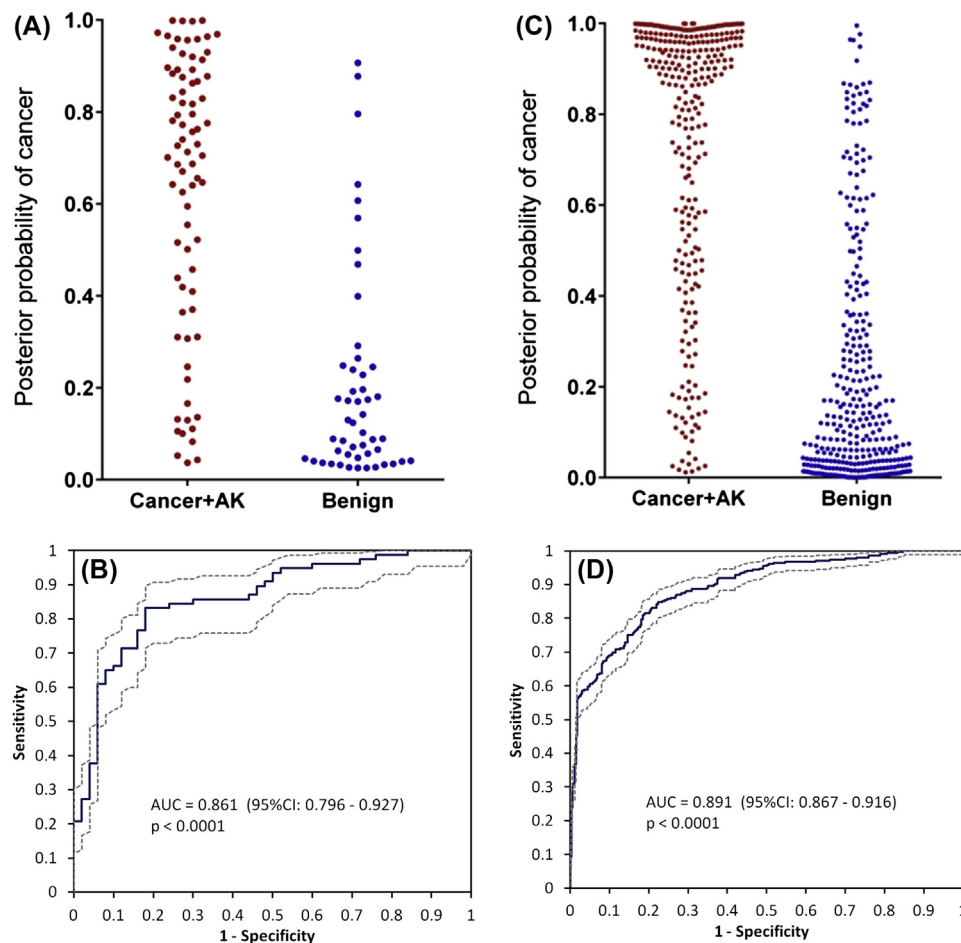 (A)
Posterior probability of cancer
1.0
0.8
0.6
0.4
0.2
0.0
Cancer+AK
Benign
(C)
Posterior probability of cancer
1.0
0.8
0.6
0.4
0.2
0.0
Cancer+AK
Benign
(B)
Sensitivity
1
0.9
0.8
0.7
0.6
0.5
0.4
0.3
0.2
0.1
0
AUC = 0.861 (95%CI: 0.796 - 0.927)
p < 0.0001
0 0.1 0.2 0.3 0.4 0.5 0.6 0.7 0.8 0.9 1
1 - Specificity
(D)
Sensitivity
1
0.9
0.8
0.7
0.6
0.5
0.4
0.3
0.2
0.1
0
AUC = 0.891 (95%CI: 0.867 - 0.916)
p < 0.0001
0 0.1 0.2 0.3 0.4 0.5 0.6 0.7 0.8 0.9 1
1 - Specificity